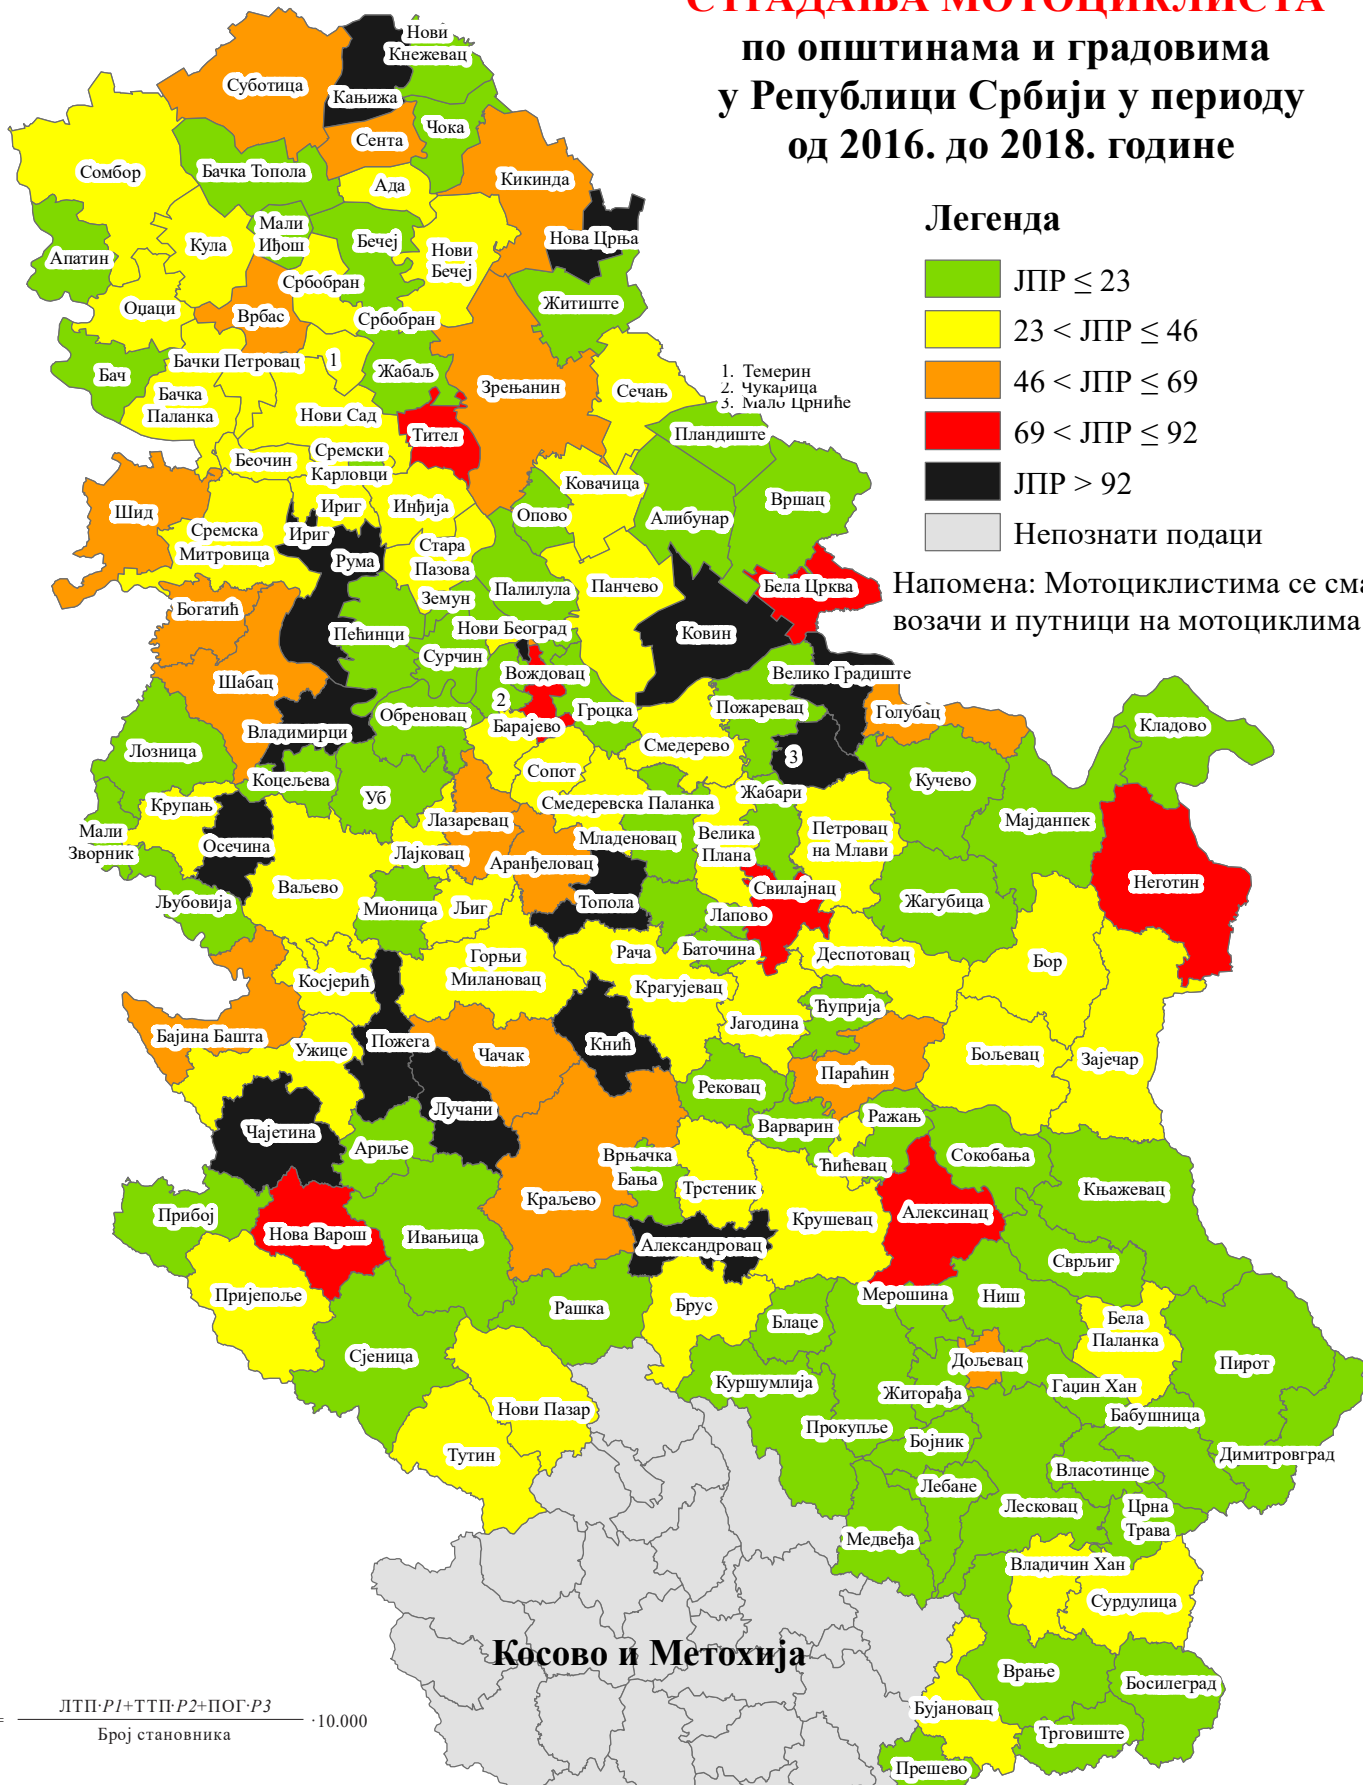 СТРАДАЊА МОТОЦИКЛИСТА
по општинама и градовима
у Републици Србији у периоду
од 2016. до 2018. године
Легенда
ЈПР ≤ 23
23 < ЈПР ≤ 46
46 < ЈПР ≤ 69
69 < ЈПР ≤ 92
ЈПР > 92
Непознати подаци
Напомена: Мотоциклистима се сма
возачи и путници на мотоциклима
1. Темерин
2. Чукарица
3. Мало Црниће
Нови
Кнежевац
Суботица
Кањижа
Чока
Сента
Сомбор
Бачка Топола
Ада
Кикинда
Мали
Иђош
Кула
Бечеј
Нови
Бечеј
Нова Црња
Апатин
Србобран
Житиште
Оџаци
Врбас
Србобран
Бачки Петровац
1
Бач
Жабаљ
Зрењанин
Сечањ
Бачка
Паланка
Нови Сад
Тител
Пландиште
Беочин
Сремски
Карловци
Ковачица
Вршац
Шид
Ириг
Инђија
Опово
Алибунар
Сремска
Митровица
Ириг
Рума
Стара
Пазова
Панчево
Бела Црква
Палилула
Богатић
Земун
Пећинци
Нови Београд
Ковин
Сурчин
Вождовац
Велико Градиште
Шабац
2
Гроцка
Пожаревац
Голубац
Обреновац
Барајево
Кладово
Владимирци
Смедерево
Лозница
3
Коцељева
Сопот
Кучево
Уб
Смедеревска Паланка
Жабари
Крупањ
Лазаревац
Мајданпек
Мали
Зворник
Осечина
Младеновац
Велика
Плана
Петровац
на Млави
Лајковац
Аранђеловац
Ваљево
Свилајнац
Неготин
Љубовија
Мионица
Љиг
Топола
Лапово
Жагубица
Горњи
Милановац
Рача
Баточина
Деспотовац
Бор
Косјерић
Крагујевац
Ћуприја
Јагодина
Бајина Башта
Ужице
Пожега
Чачак
Кнић
Бољевац
Зајечар
Параћин
Рековац
Лучани
Чајетина
Ражањ
Варварин
Ариље
Врњачка
Бања
Ћићевац
Сокобања
Трстеник
Књажевац
Краљево
Прибој
Нова Варош
Ивањица
Крушевац
Алексинац
Александровац
Сврљиг
Пријепоље
Рашка
Брус
Мерошина
Ниш
Блаце
Бела
Паланка
Сјеница
Дољевац
Пирот
Куршумлија
Житорађа
Гаџин Хан
Нови Пазар
Бабушница
Прокупље
Бојник
Тутин
Димитровград
Власотинце
Лебане
Лесковац
Црна
Трава
Медвеђа
Владичин Хан
Сурдулица
Косово и Метохија
Врање
Босилеград
Бујановац
Трговиште
Прешево
= ЛТП·P1+ТТП·P2+ПОГ·P3 ·10.000
Број становника